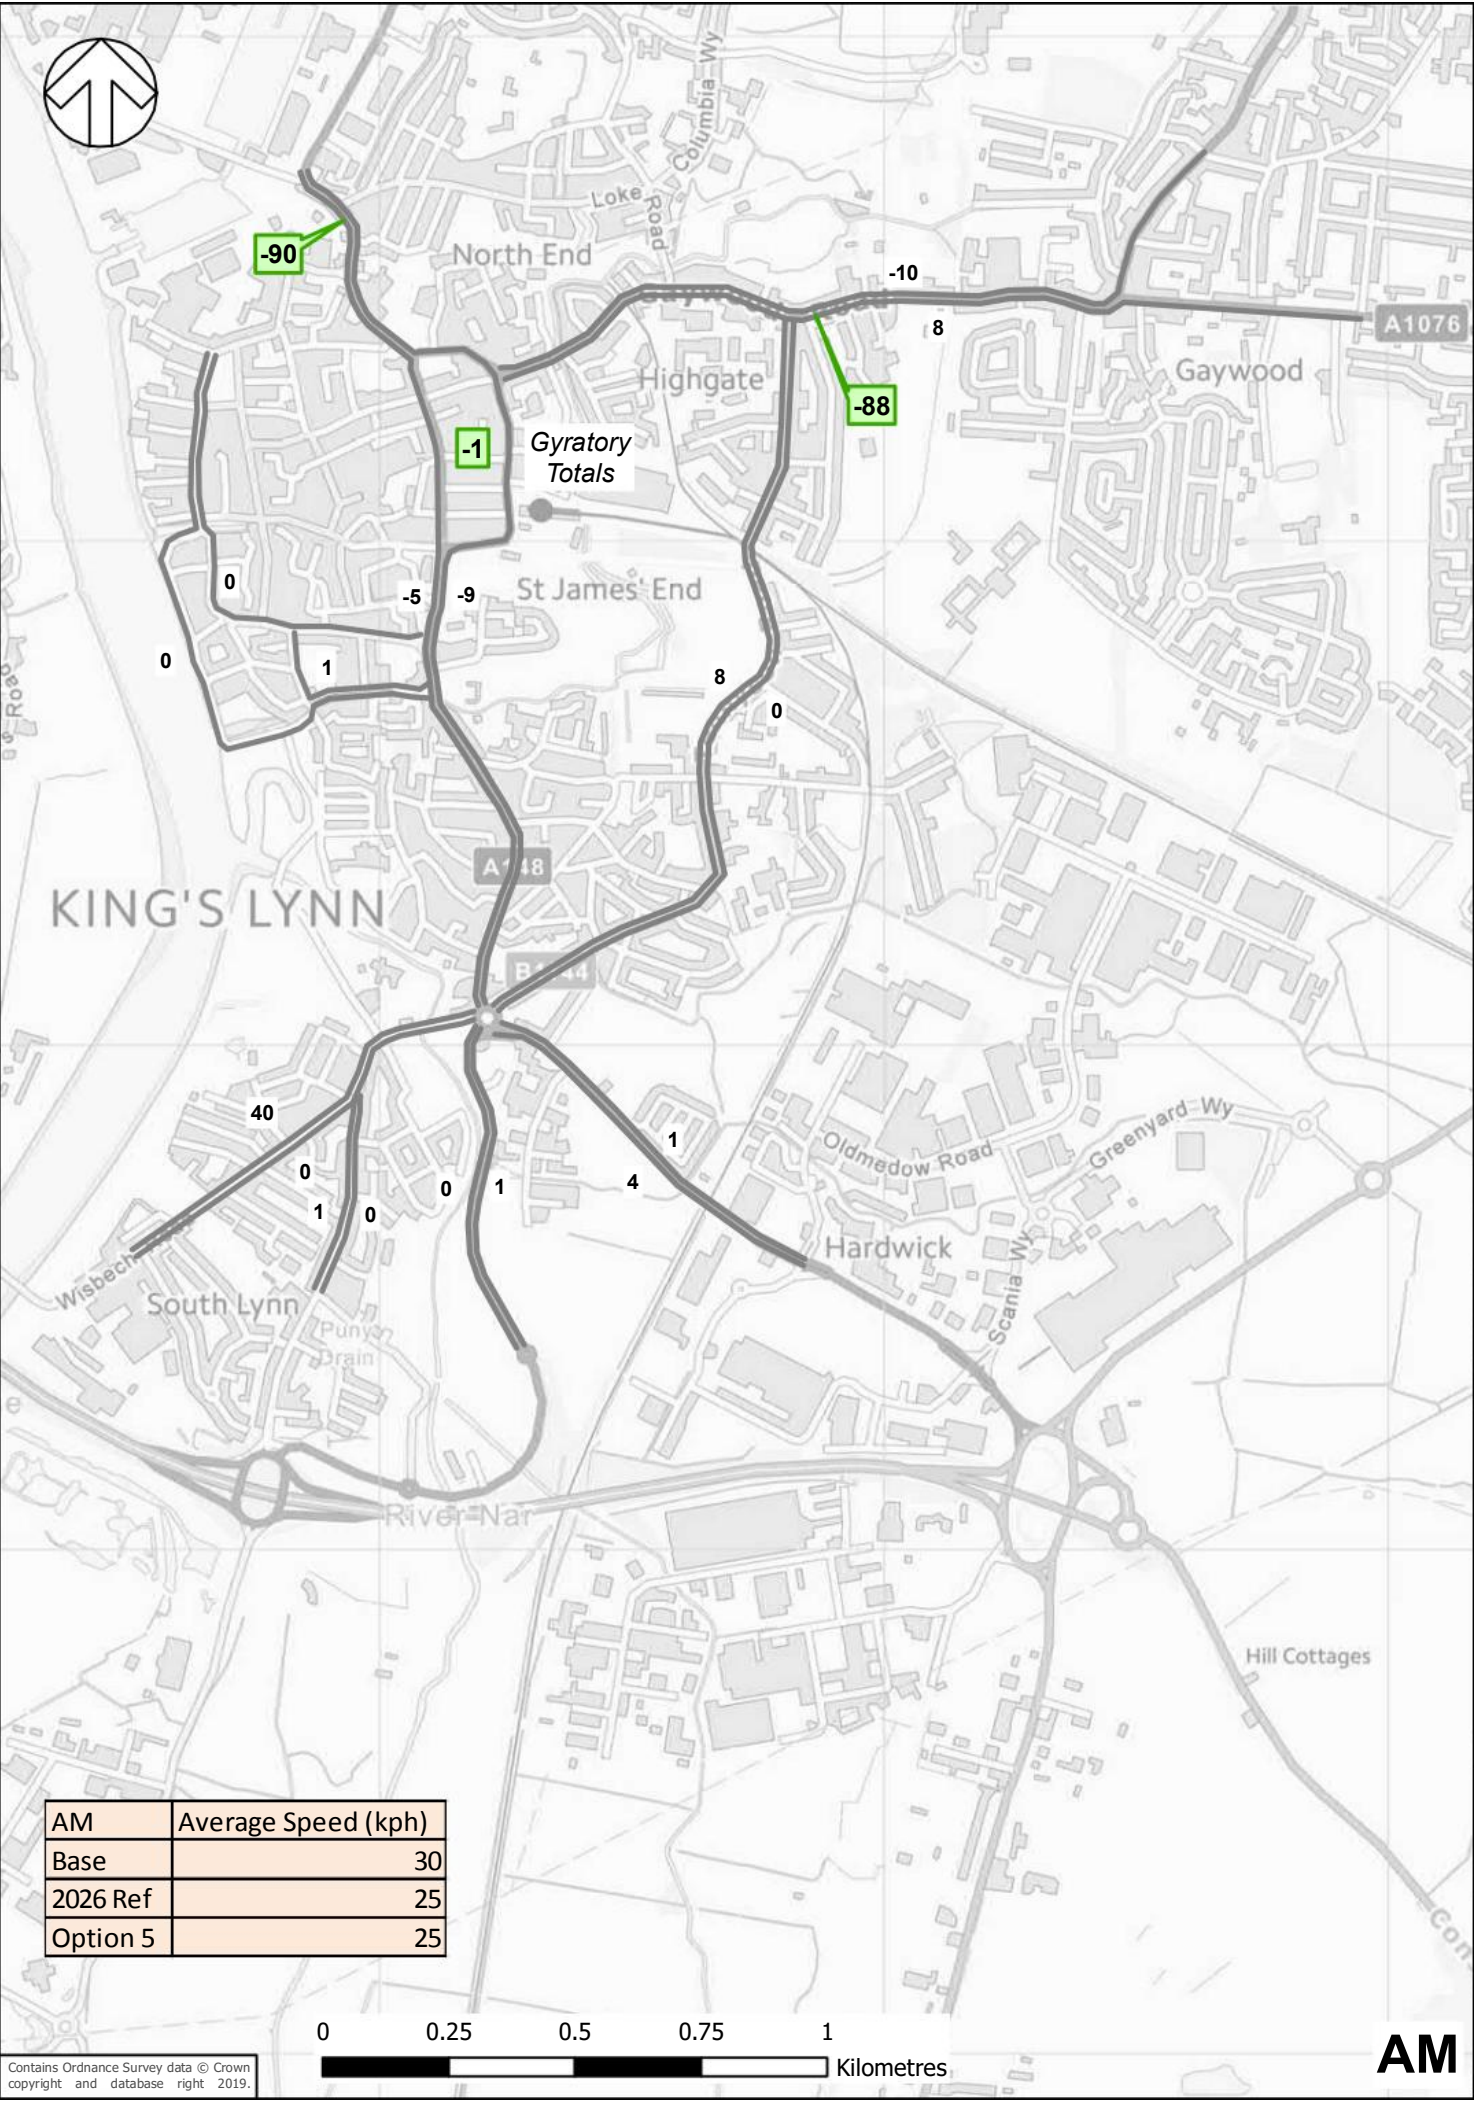 Columbia Wy
Loke Road
North End
-90
-10
8
A1076
Gaywood
Highgate
-88
-1
Gyratory
Totals
0
-5
-9
St James' End
0
1
8
0
s Road
A148
KING'S LYNN
40
1
0
1
0
0
1
4
Oldmedow Road
Greenyard Wy
Scania Wy
Hardwick
Wisbech
South Lynn
Puny
Drain
e
River Nar
Hill Cottages
AM Average Speed (kph)
Base 30
2026 Ref 25
Option 5 25
Con
0 0.25 0.5 0.75 1
Kilometres
AM
Contains Ordnance Survey data © Crown
copyright and database right 2019.